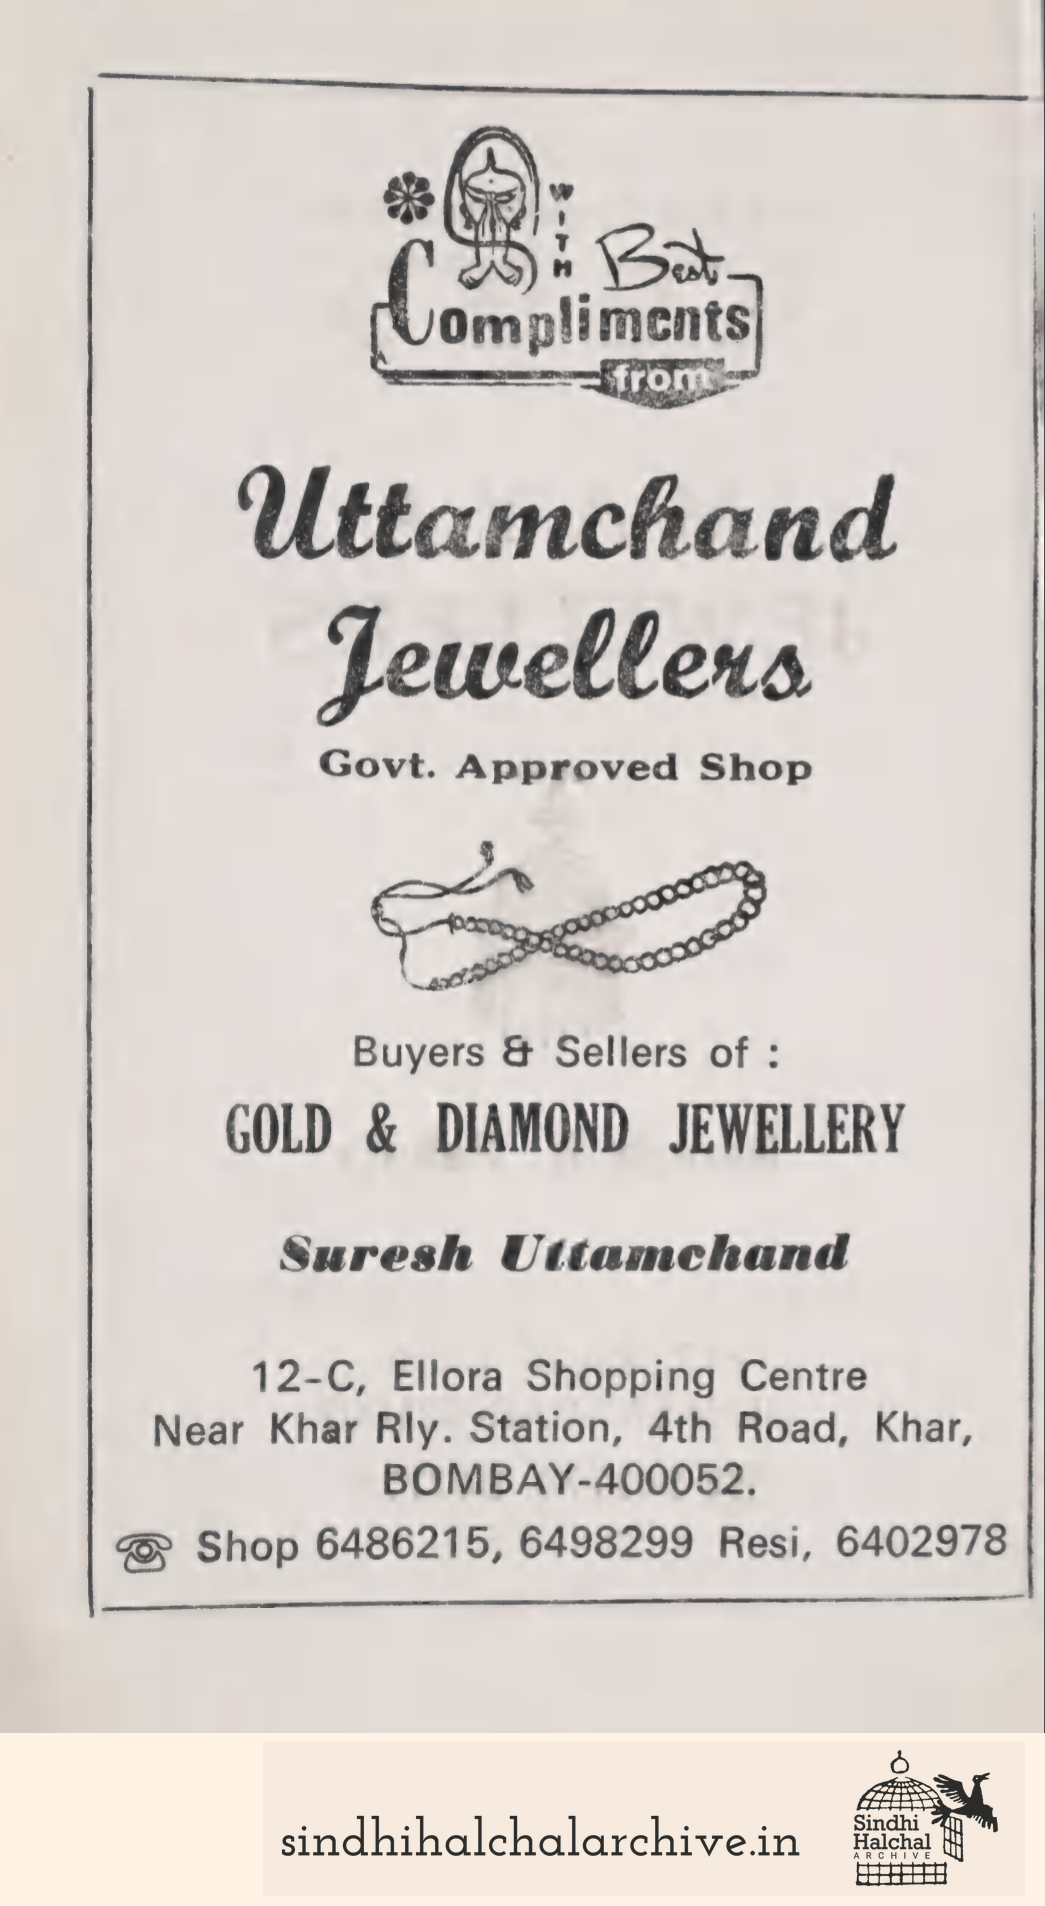 With Best
Compliments
from
Uttamchand
Jewellers
Govt. Approved Shop
Buyers & Sellers of :
GOLD & DIAMOND JEWELLERY
Suresh Uttamchand
12-C, Ellora Shopping Centre
Near Khar Rly. Station, 4th Road, Khar,
BOMBAY-400052.
Shop 6486215, 6498299 Resi, 6402978
sindhihalchalarchive.in
Sindhi
Halchal
ARCHIVE